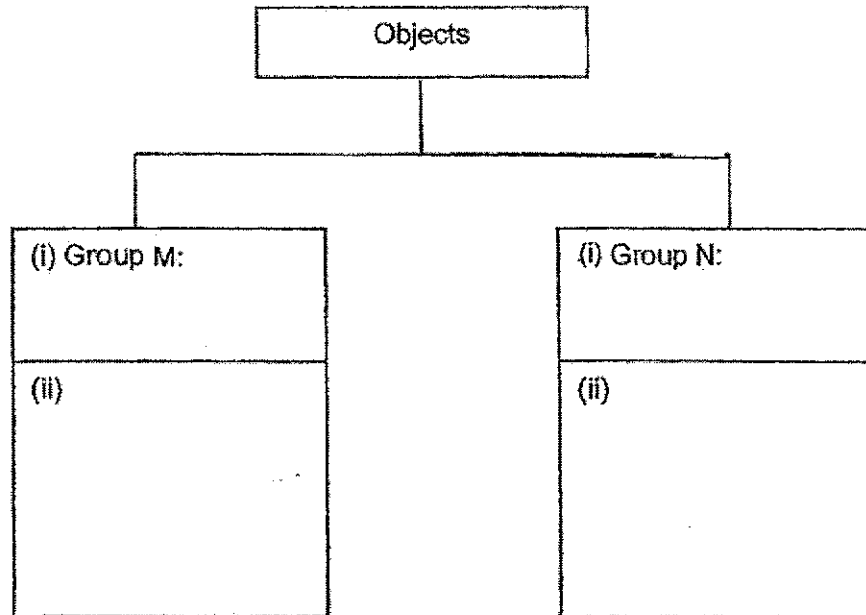 Objects
(i) Group M:
(i) Group N:
(ii)
(ii)